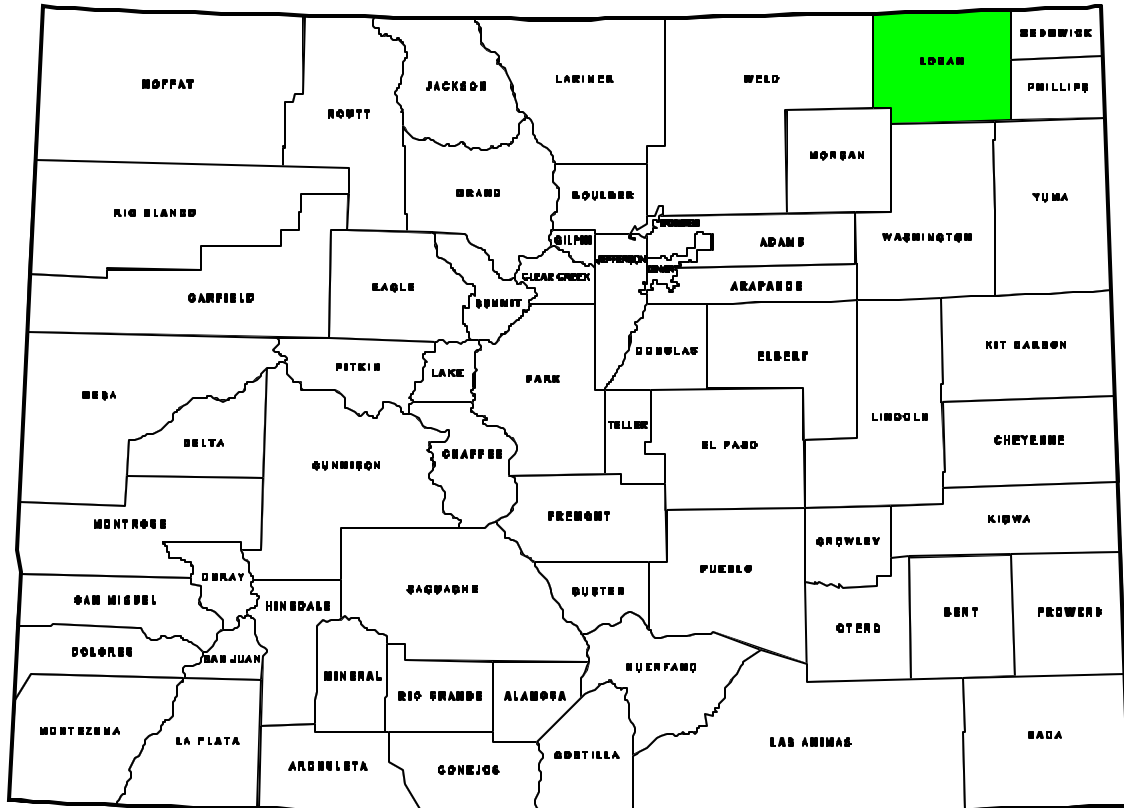 SEDGWICK
LOGAN
MOFFAT
LARIMER
WELD
JACKSON
PHILLIPS
ROUTT
MORGAN
GRAND
BOULDER
YUMA
RIO BLANCO
GILPIN
ADAMS
WASHINGTON
JEFFERSON
DENVER
CLEAR CREEK
EAGLE
ARAPAHOE
GARFIELD
SUMMIT
DOUGLAS
ELBERT
KIT CARSON
PITKIN
LAKE
PARK
MESA
LINCOLN
TELLER
DELTA
EL PASO
CHEYENNE
CHAFFEE
GUNNISON
FREMONT
KIOWA
MONTROSE
CROWLEY
PUEBLO
OURAY
SAGUACHE
CUSTER
SAN MIGUEL
HINSDALE
BENT
PROWERS
OTERO
DOLORES
SAN JUAN
HUERFANO
MINERAL
RIO GRANDE
ALAMOSA
MONTEZUMA
LA PLATA
LAS ANIMAS
BACA
COSTILLA
ARCHULETA
CONEJOS